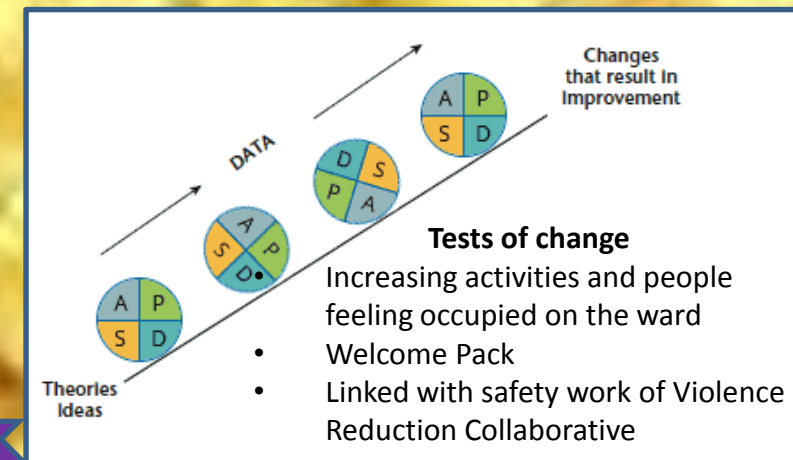 Changes
that result in
Improvement
DATA
A P
S D
D S
P A
A P
S D
A P
S D
Theories
Ideas
Tests of change
• Increasing activities and people
feeling occupied on the ward
• Welcome Pack
• Linked with safety work of Violence
Reduction Collaborative